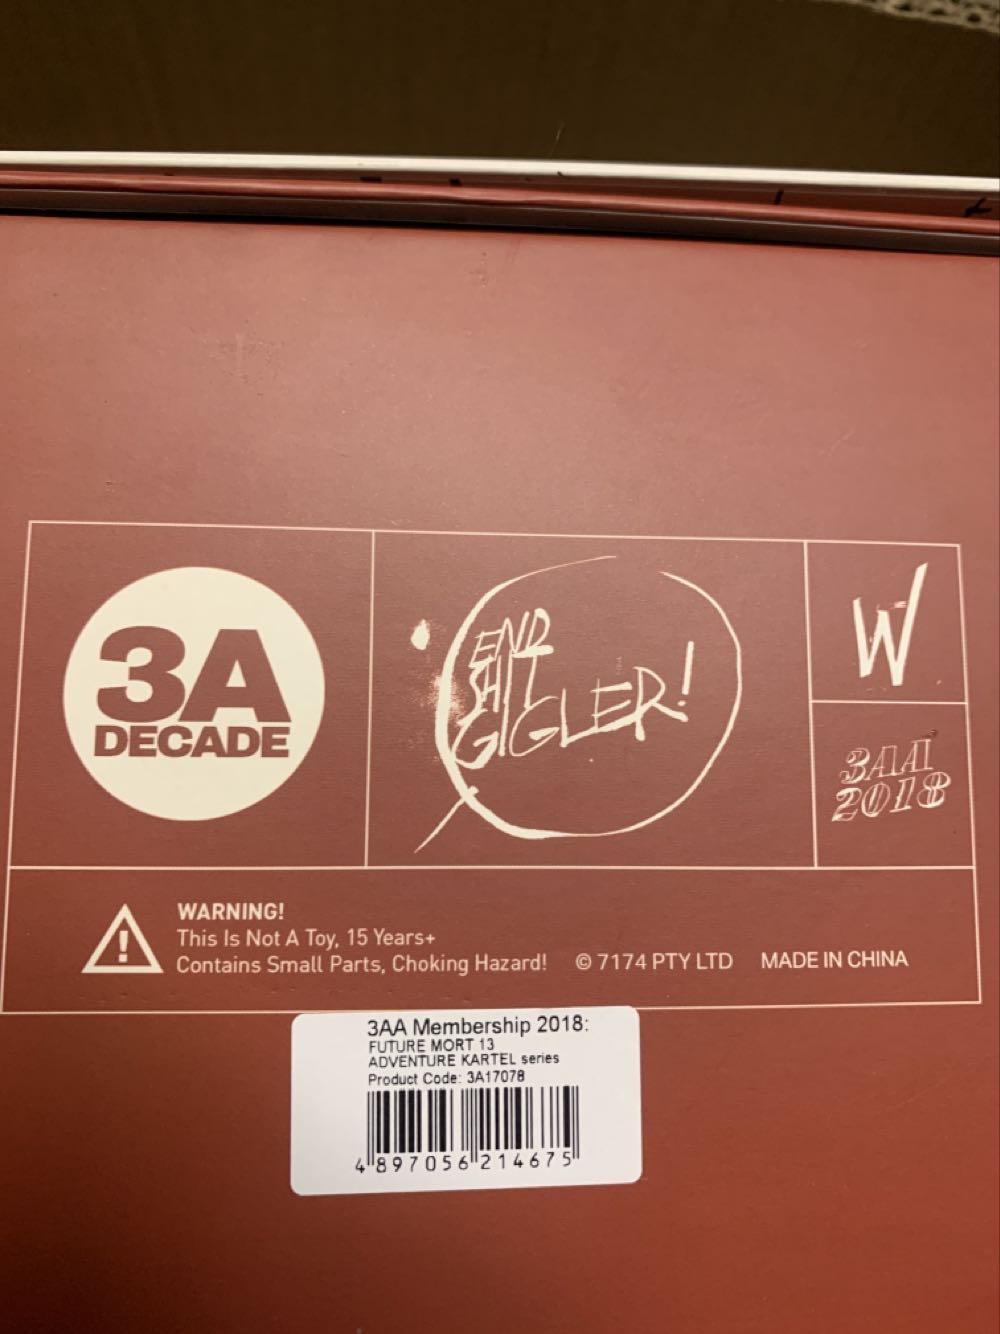 3A
DECADE
END
SHIT
GIGLER!
W
3AA
2018
WARNING!
This Is Not A Toy, 15 Years+
Contains Small Parts, Choking Hazard! © 7174 PTY LTD MADE IN CHINA
3AA Membership 2018:
FUTURE MORT 13
ADVENTURE KARTEL series
Product Code: 3A17078
4 897056 214675